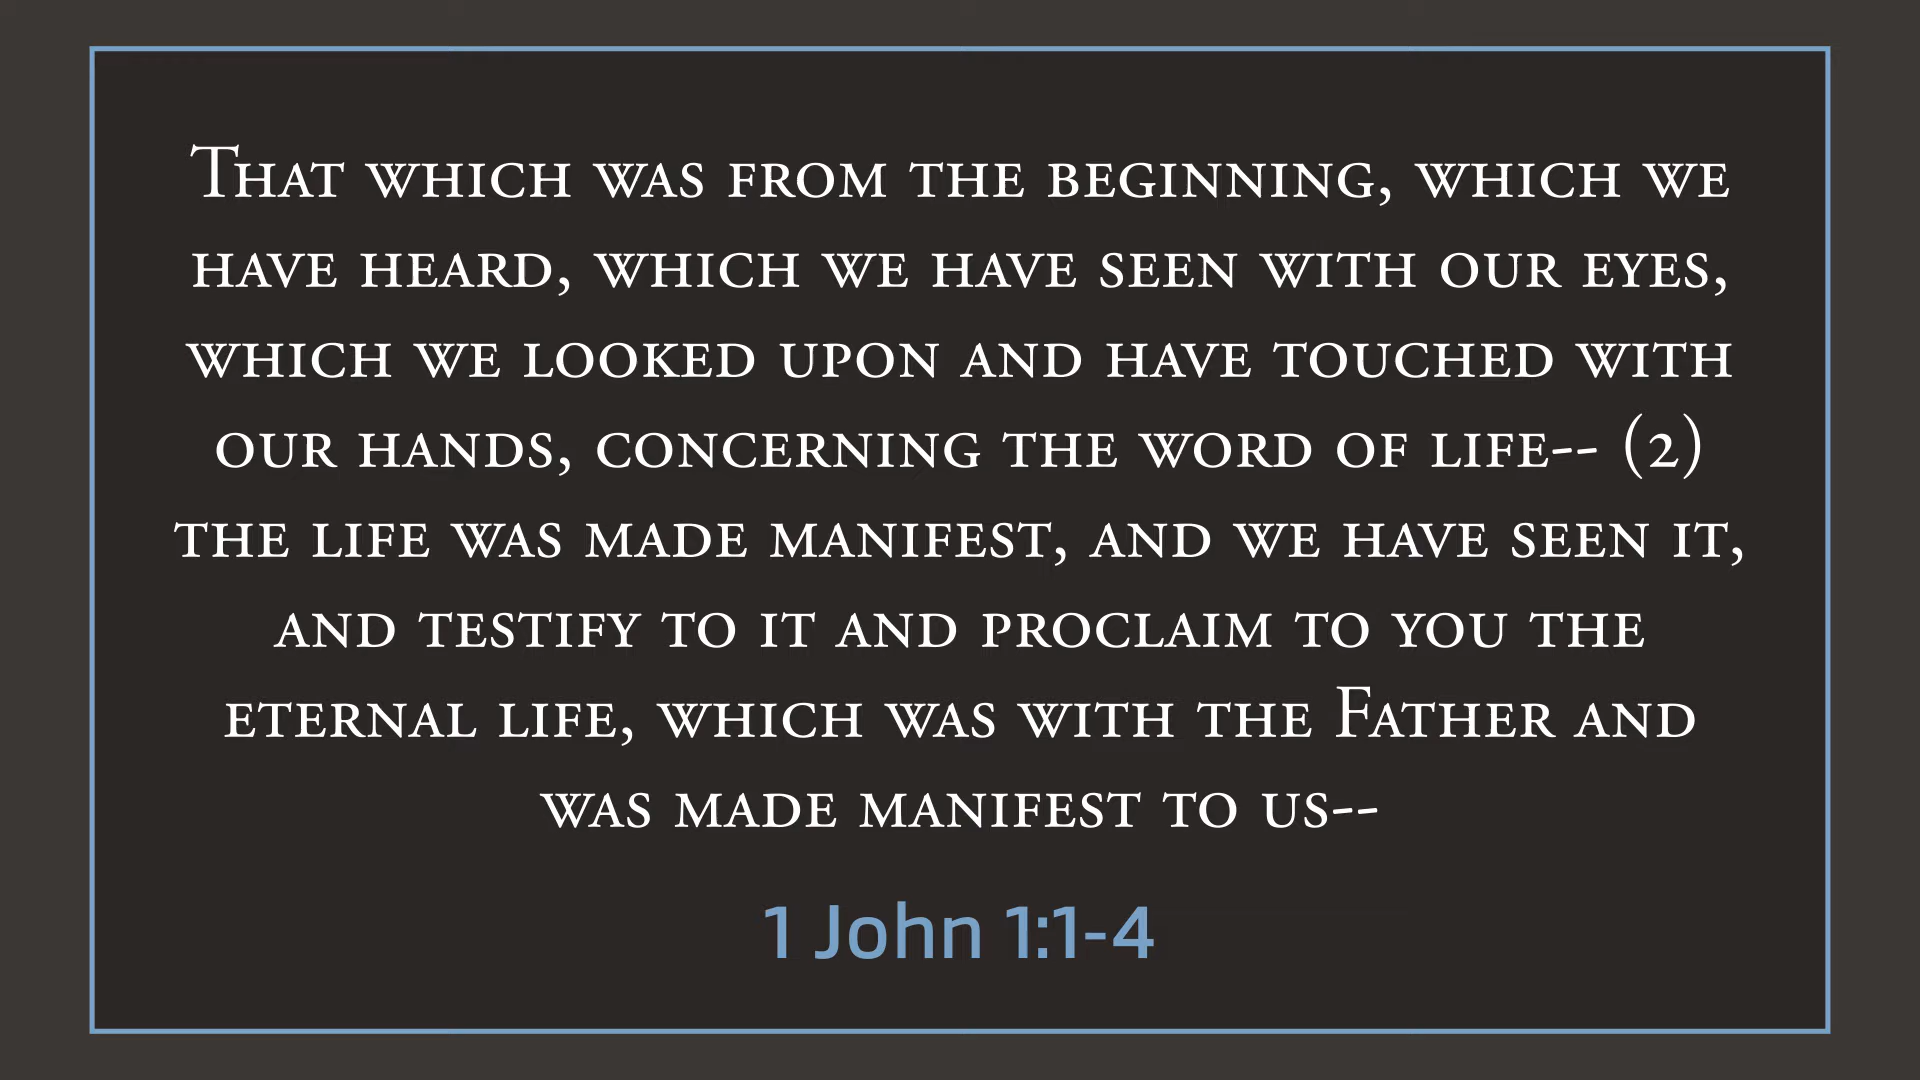 That which was from the beginning, which we
have heard, which we have seen with our eyes,
which we looked upon and have touched with
our hands, concerning the word of life-- (2)
the life was made manifest, and we have seen it,
and testify to it and proclaim to you the
eternal life, which was with the Father and
was made manifest to us--
1 John 1:1-4